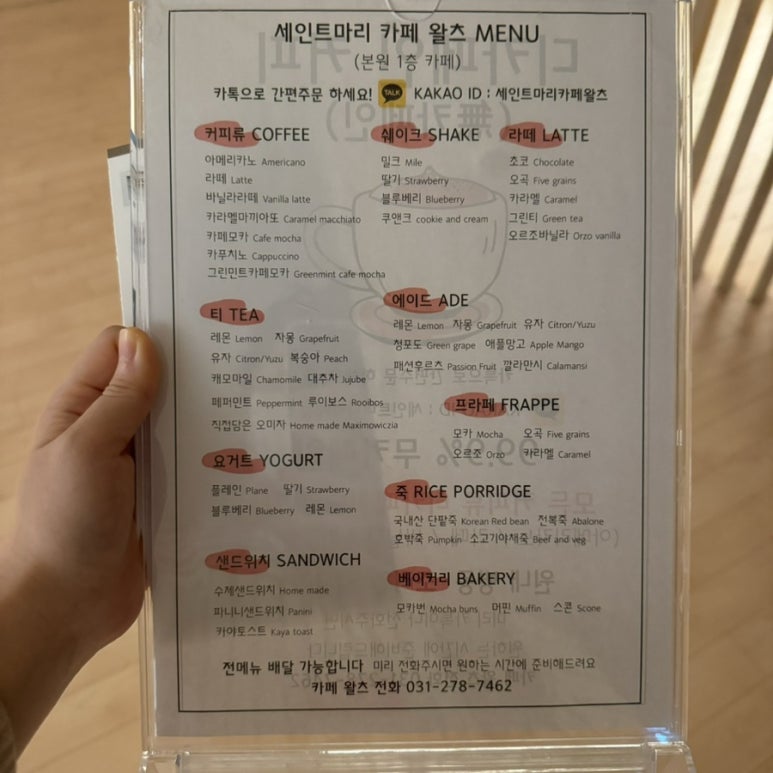 세인트마리 카페 왈츠 MENU
(본원 1층 카페)
카톡으로 간편주문 하세요! TALK KAKAO ID : 세인트마리카페왈츠
커피류 COFFEE
아메리카노 Americano
라떼 Latte
바닐라라떼 Vanilla latte
카라멜마끼아또 Caramel macchiato
카페모카 Cafe mocha
카푸치노 Cappuccino
그린민트카페모카 Greenmint cafe mocha
쉐이크 SHAKE
밀크 Mile
딸기 Strawberry
블루베리 Blueberry
쿠앤크 cookie and cream
라떼 LATTE
초코 Chocolate
오곡 Five grains
카라멜 Caramel
그린티 Green tea
오르조바닐라 Orzo vanilla
티 TEA
레몬 Lemon 자몽 Grapefruit
유자 Citron/Yuzu 복숭아 Peach
캐모마일 Chamomile 대추차 Jujube
페퍼민트 Peppermint 루이보스 Rooibos
직접담은 오미자 Home made Maximowiczia
에이드 ADE
레몬 Lemon 자몽 Grapefruit 유자 Citron/Yuzu
청포도 Green grape 애플망고 Apple Mango
패션후르츠 Passion Fruit 깔라만시 Calamansi
프라페 FRAPPE
모카 Mocha 오곡 Five grains
오르조 Orzo 카라멜 Caramel
요거트 YOGURT
플레인 Plane 딸기 Strawberry
블루베리 Blueberry 레몬 Lemon
죽 RICE PORRIDGE
국내산 단팥죽 Korean Red bean 전복죽 Abalone
호박죽 Pumpkin 소고기야채죽 Beef and veg
샌드위치 SANDWICH
수제샌드위치 Home made
파니니샌드위치 Panini
카야토스트 Kaya toast
베이커리 BAKERY
모카번 Mocha buns 머핀 Muffin 스콘 Scone
전메뉴 배달 가능합니다 미리 전화주시면 원하는 시간에 준비해드려요
카페 왈츠 전화 031-278-7462